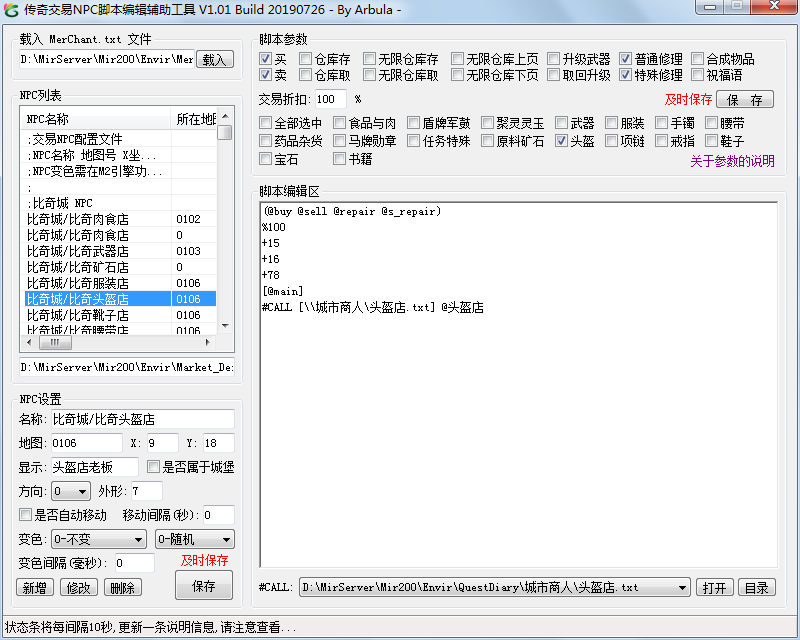 传奇交易NPC脚本编辑辅助工具 V1.01 Build 20190726 - By Arbula -
载入 MerChant.txt 文件
D:\MirServer\Mir200\Envir\Mer 载入
NPC列表
NPC名称 所在地图
;交易NPC配置文件
;NPC名称 地图号 X坐...
;NPC变色需在M2引擎功...
;
;比奇城 NPC
比奇城/比奇肉食店 0102
比奇城/比奇肉食店 0
比奇城/比奇武器店 0103
比奇城/比奇矿石店 0
比奇城/比奇服装店 0106
比奇城/比奇头盔店 0106
比奇城/比奇靴子店 0106
比奇城/比奇腰带店 0106
D:\MirServer\Mir200\Envir\Market_De
NPC设置
名称: 比奇城/比奇头盔店
地图: 0106 X: 9 Y: 18
显示: 头盔店老板 是否属于城堡
方向: 0 外形: 7
是否自动移动 移动间隔(秒): 0
变色: 0-不变 0-随机
变色间隔(毫秒): 0 及时保存
新增 修改 删除 保存
脚本参数
买 仓库存 无限仓库存 无限仓库上页 升级武器 普通修理 合成物品
卖 仓库取 无限仓库取 无限仓库下页 取回升级 特殊修理 祝福语
交易折扣: 100 % 及时保存 保 存
全部选中 食品与肉 盾牌军鼓 聚灵灵玉 武器 服装 手镯 腰带
药品杂货 马牌勋章 任务特殊 原料矿石 头盔 项链 戒指 鞋子
宝石 书籍 关于参数的说明
脚本编辑区
(@buy @sell @repair @s_repair)
%100
+15
+16
+78
[@main]
#CALL [\\城市商人\头盔店.txt] @头盔店
#CALL: D:\MirServer\Mir200\Envir\QuestDiary\城市商人\头盔店.txt 打开 目录
状态条将每间隔10秒,更新一条说明信息,请注意查看...